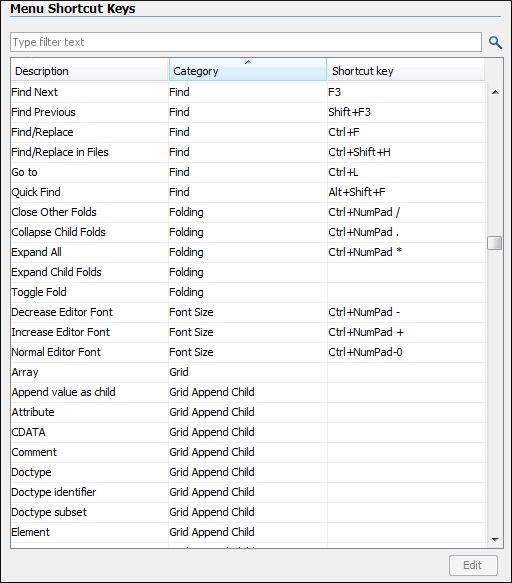 Menu Shortcut Keys
Type filter text
Description Category Shortcut key
Find Next Find F3
Find Previous Find Shift+F3
Find/Replace Find Ctrl+F
Find/Replace in Files Find Ctrl+Shift+H
Go to Find Ctrl+L
Quick Find Find Alt+Shift+F
Close Other Folds Folding Ctrl+NumPad /
Collapse Child Folds Folding Ctrl+NumPad .
Expand All Folding Ctrl+NumPad *
Expand Child Folds Folding
Toggle Fold Folding
Decrease Editor Font Font Size Ctrl+NumPad -
Increase Editor Font Font Size Ctrl+NumPad +
Normal Editor Font Font Size Ctrl+NumPad-0
Array Grid
Append value as child Grid Append Child
Attribute Grid Append Child
CDATA Grid Append Child
Comment Grid Append Child
Doctype Grid Append Child
Doctype identifier Grid Append Child
Doctype subset Grid Append Child
Element Grid Append Child
Edit